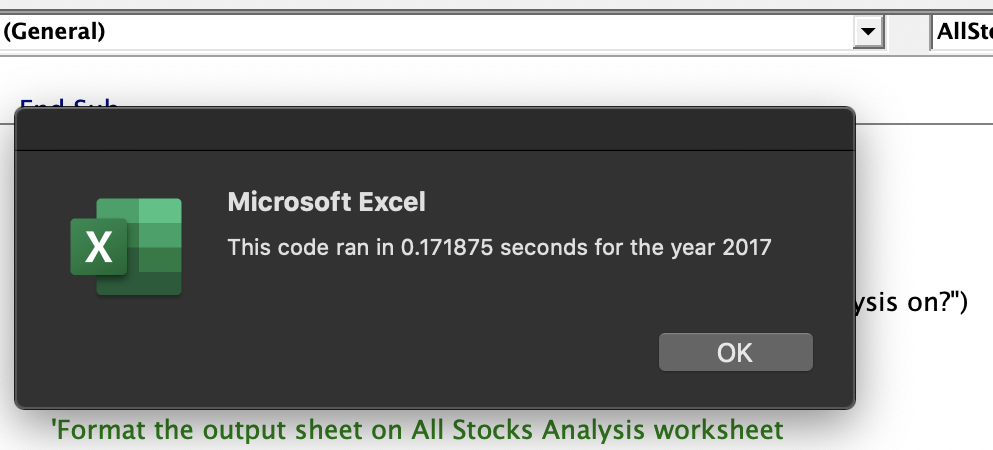 (General)
AllSt
End Sub
Microsoft Excel
X
This code ran in 0.171875 seconds for the year 2017
ysis on?")
OK
'Format the output sheet on All Stocks Analysis worksheet